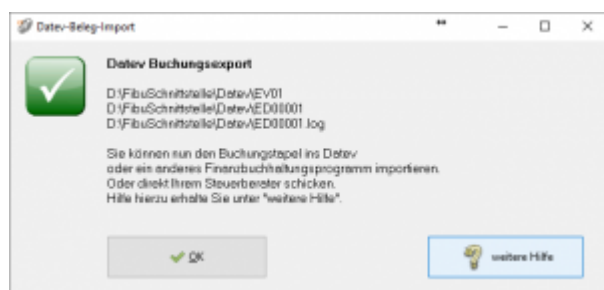 Datev-Beleg-Import
Datev Buchungsexport
D:\FibuSchnittstelle\Datev\EV01
D:\FibuSchnittstelle\Datev\ED00001
D:\FibuSchnittstelle\Datev\ED00001.log
Sie können nun den Buchungstapel ins Datev
oder ein anderes Finanzbuchhaltungsprogramm importieren.
Oder direkt Ihrem Steuerberater schicken.
Hilfe hierzu erhalte Sie unter "weitere Hilfe".
OK
weitere Hilfe